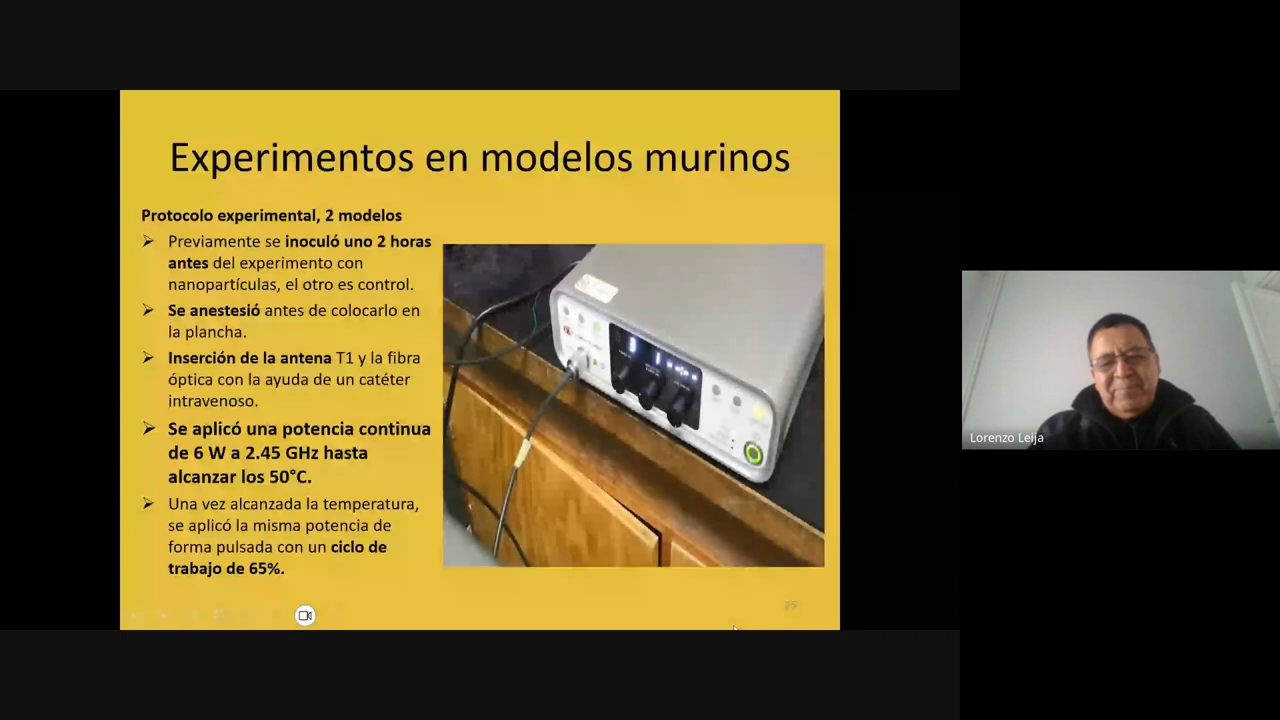 Experimentos en modelos murinos
Protocolo experimental, 2 modelos
Previamente se inoculó uno 2 horas
antes del experimento con
nanopartículas, el otro es control.
Se anestesió antes de colocarlo en
la plancha.
Inserción de la antena T1 y la fibra
óptica con la ayuda de un catéter
intravenoso.
Se aplicó una potencia continua
de 6 W a 2.45 GHz hasta
alcanzar los 50°C.
Una vez alcanzada la temperatura,
se aplicó la misma potencia de
forma pulsada con un ciclo de
trabajo de 65%.
25
Lorenzo Leija